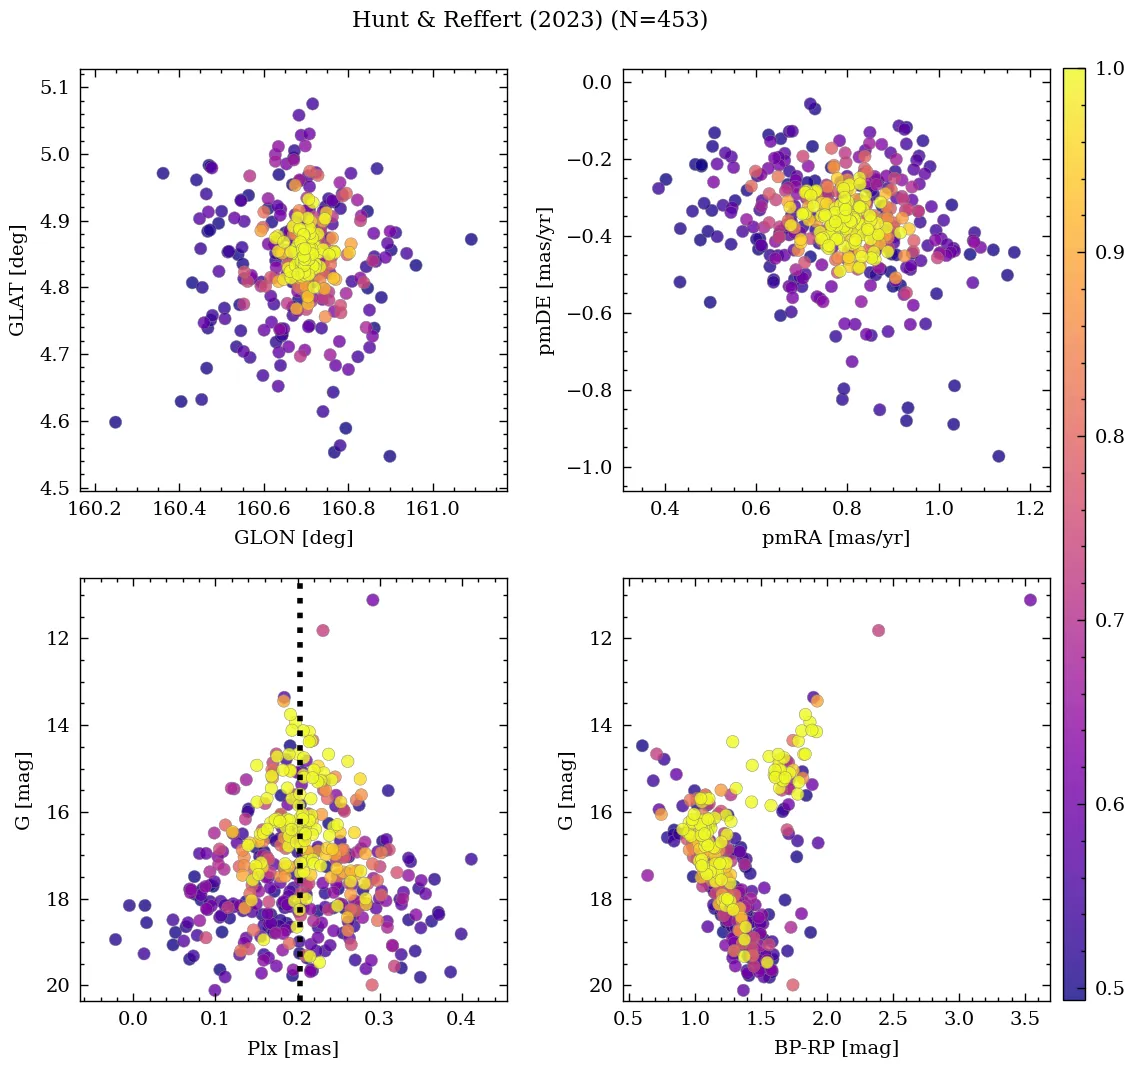 Hunt & Reffert (2023) (N=453)
5.1
5.0
4.9
4.8
4.7
4.6
4.5
GLAT [deg]
160.2 160.4 160.6 160.8 161.0
GLON [deg]
0.0
−0.2
−0.4
−0.6
−0.8
−1.0
pmDE [mas/yr]
0.4 0.6 0.8 1.0 1.2
pmRA [mas/yr]
1.0
0.9
0.8
0.7
0.6
0.5
12
14
16
18
20
G [mag]
0.0 0.1 0.2 0.3 0.4
Plx [mas]
12
14
16
18
20
G [mag]
0.5 1.0 1.5 2.0 2.5 3.0 3.5
BP-RP [mag]